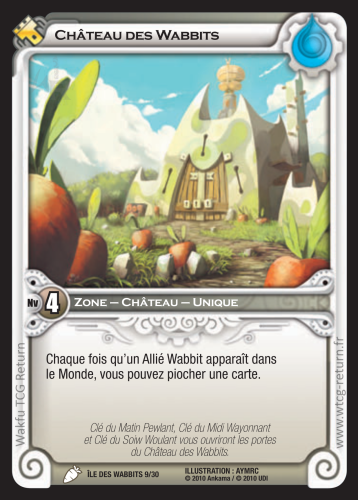 Château des Wabbits
Nv 4 Zone – Château – Unique
Chaque fois qu'un Allié Wabbit apparaît dans
le Monde, vous pouvez piocher une carte.
Clé du Matin Pewlant, Clé du Midi Wayonnant
et Clé du Soiw Woulant vous ouvriront les portes
du Château des Wabbits.
ÎLE DES WABBITS 9/30
ILLUSTRATION : AYMRC
© 2010 Ankama / © 2010 UDI
Wakfu TCG Return
www.wtcg-return.fr